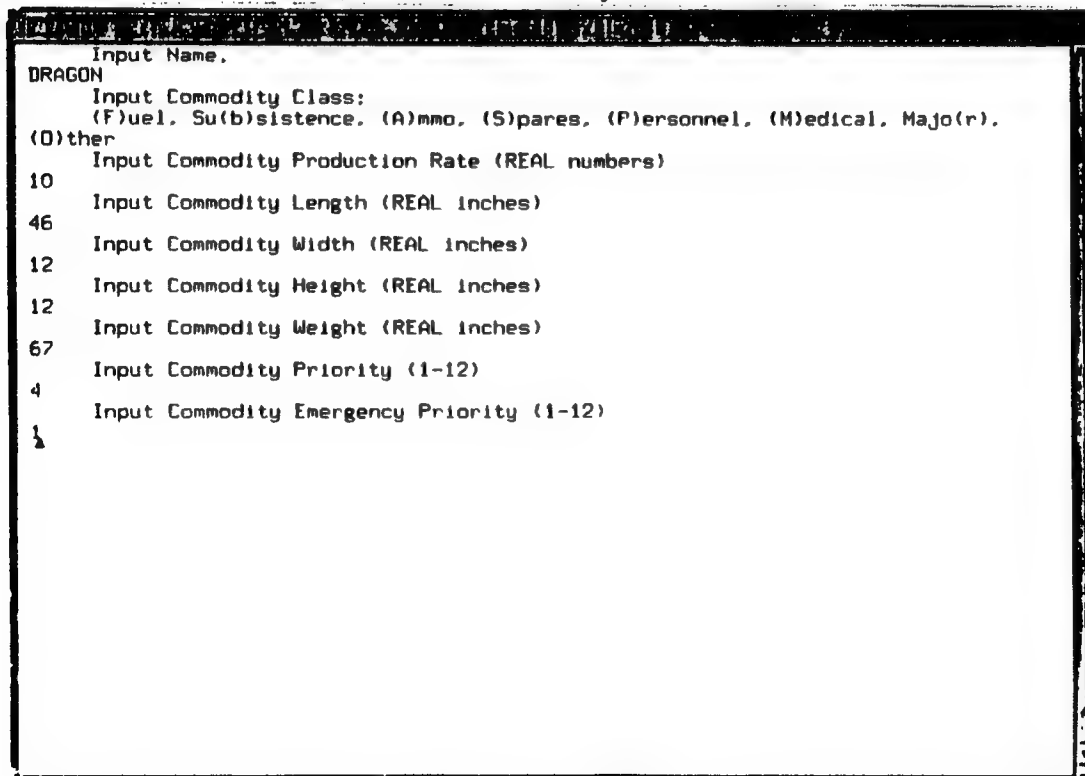 Input Name.
DRAGON
Input Commodity Class:
(F)uel. Su(b)sistence. (A)mmo. (S)pares. (P)ersonnel. (M)edical. Majo(r).
(O)ther
Input Commodity Production Rate (REAL numbers)
10
Input Commodity Length (REAL inches)
46
Input Commodity Width (REAL inches)
12
Input Commodity Height (REAL inches)
12
Input Commodity Weight (REAL inches)
67
Input Commodity Priority (1-12)
4
Input Commodity Emergency Priority (1-12)
1